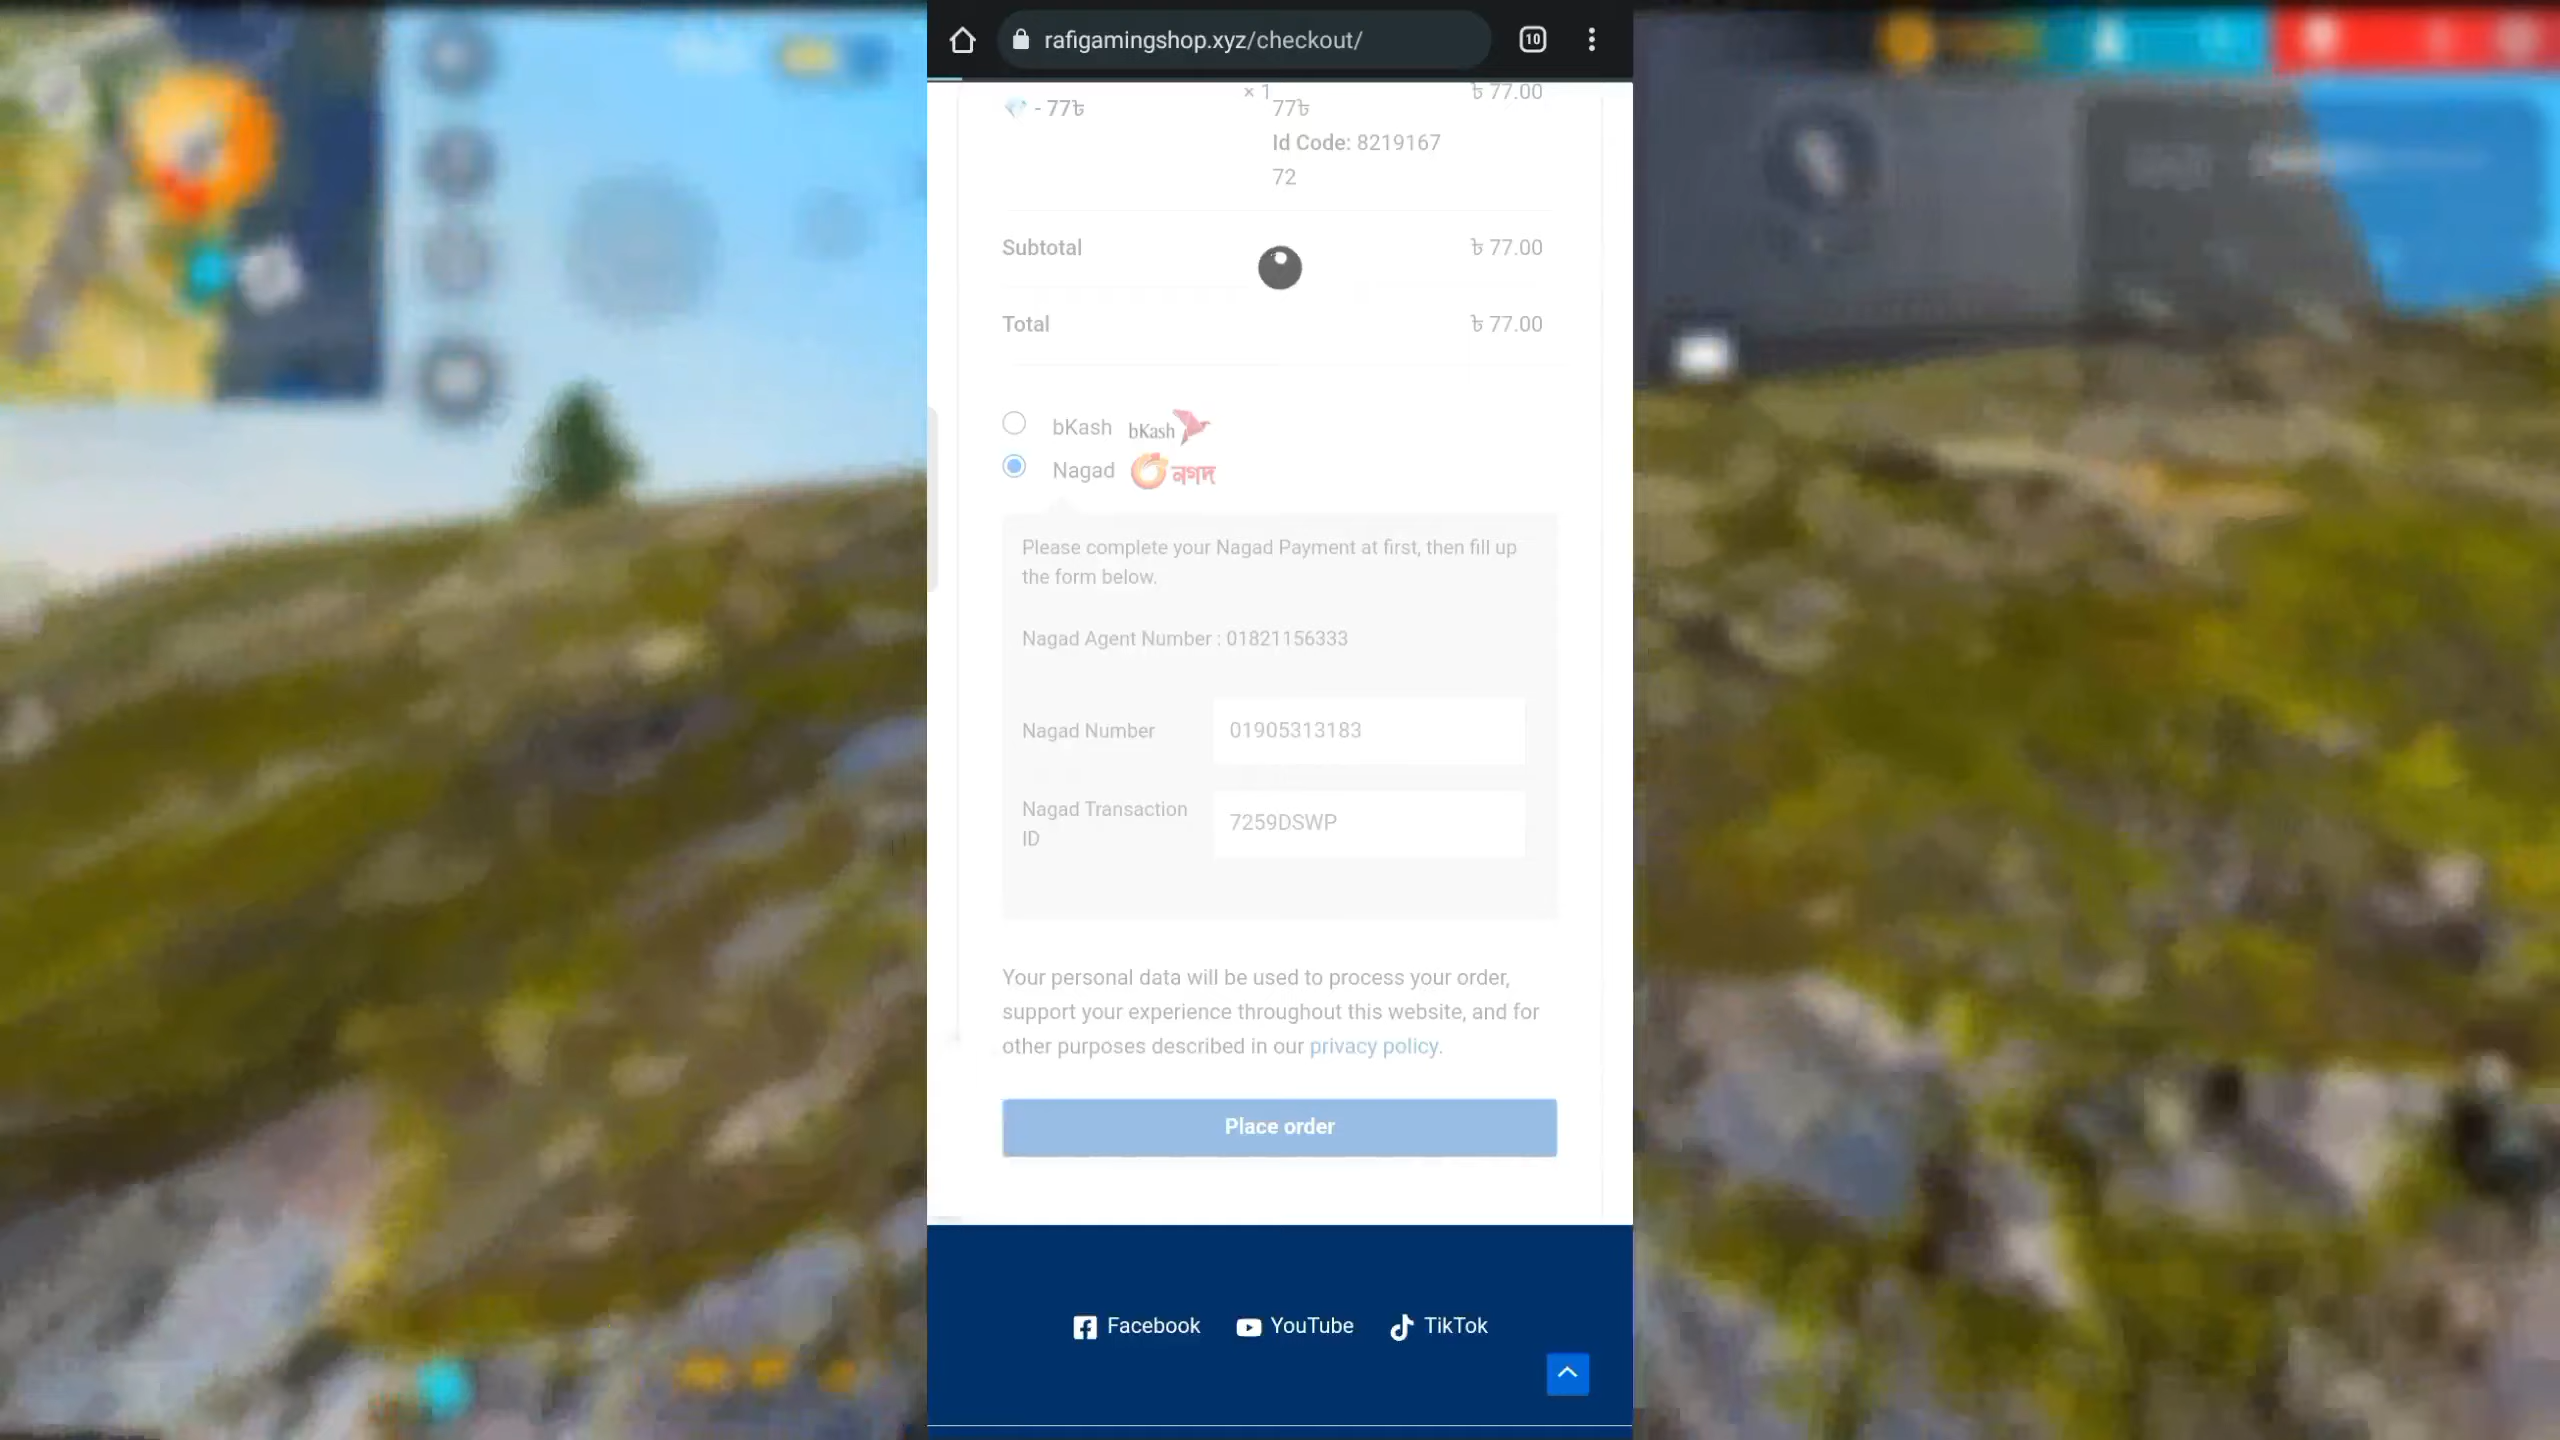 rafigamingshop.xyz/checkout/
10
× 1
৳ 77.00
- 77৳
77৳
Id Code: 8219167
72
Subtotal
৳ 77.00
Total
৳ 77.00
bKash bKash
Nagad নগদ
Please complete your Nagad Payment at first, then fill up
the form below.
Nagad Agent Number : 01821156333
Nagad Number
01905313183
Nagad Transaction
ID
7259DSWP
Your personal data will be used to process your order,
support your experience throughout this website, and for
other purposes described in our privacy policy.
Place order
Facebook
YouTube
TikTok